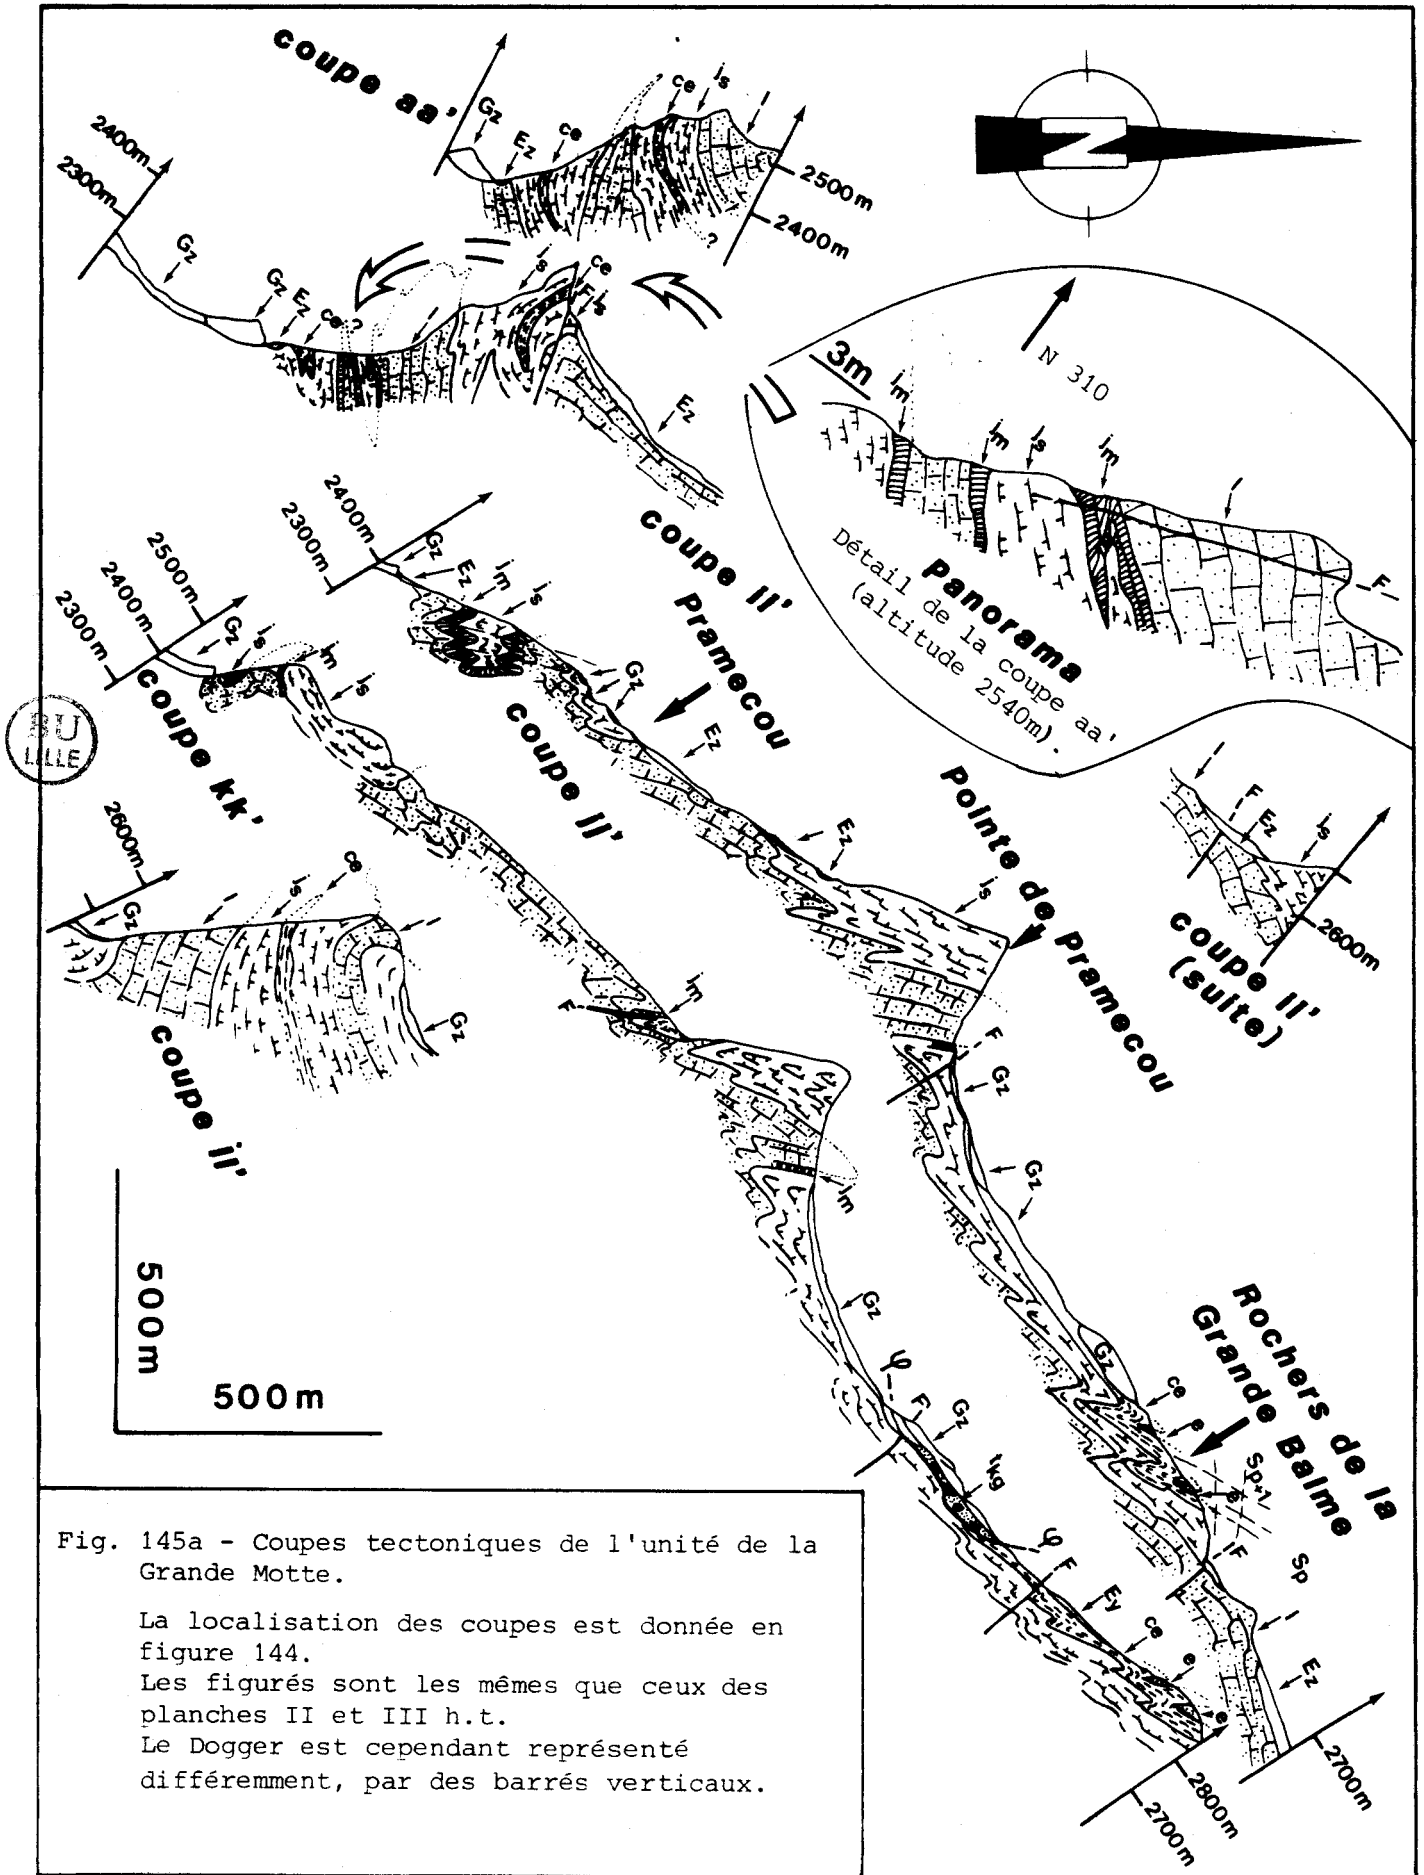 coupe aa'
Gz
Ez
ce
ce
js
l
2500m
2400m
?
N
2400m
2300m
Gz
Gz
Ez
ce?
l
js
ce
F
js
Ez
coupe ll'
3m
N 310
jm
jm
js
jm
l
F
Panorama
Détail de la coupe aa'
(altitude 2540m).
2400m
2300m
Gz
Ez
jm
js
Gz
Pramecou
Ez
coupe ll'
Ez
js
Pointe de Pramecou
F
Gz
Gz
Gz
ce
e
Rochers de la
Grande Balme
e
Sp+1
F
Sp
l
Ez
2700m
2500m
2400m
2300m
Gz
js
jm
js
coupe kk'
BU
LILLE
F
jm
jm
Gz
φ
F
Gz
tkg
φ
F
Ey
ce
e
e
2800m
2700m
2600m
Gz
l
js
ce
l
Gz
coupe ii'
l
F
Ez
js
2600m
coupe ll'
(suite)
500m
500m
Fig. 145a - Coupes tectoniques de l'unité de la
Grande Motte.
La localisation des coupes est donnée en
figure 144.
Les figurés sont les mêmes que ceux des
planches II et III h.t.
Le Dogger est cependant représenté
différemment, par des barrés verticaux.